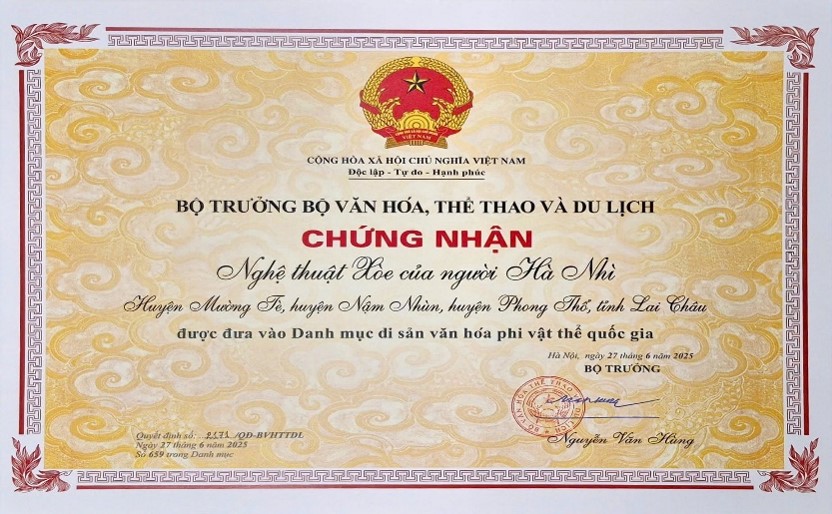 VIỆT NAM
CỘNG HÒA XÃ HỘI CHỦ NGHĨA VIỆT NAM
Độc lập - Tự do - Hạnh phúc
BỘ TRƯỞNG BỘ VĂN HÓA, THỂ THAO VÀ DU LỊCH
CHỨNG NHẬN
Nghệ thuật Xòe của người Hà Nhì
Huyện Mường Tè, huyện Nậm Nhùn, huyện Phong Thổ, tỉnh Lai Châu
được đưa vào Danh mục di sản văn hóa phi vật thể quốc gia
Hà Nội, ngày 27 tháng 6 năm 2025
BỘ TRƯỞNG
Nguyễn Văn Hùng
Quyết định số: /QĐ-BVHTTDL
Ngày 27 tháng 6 năm 2025
Số 659 trong Danh mục